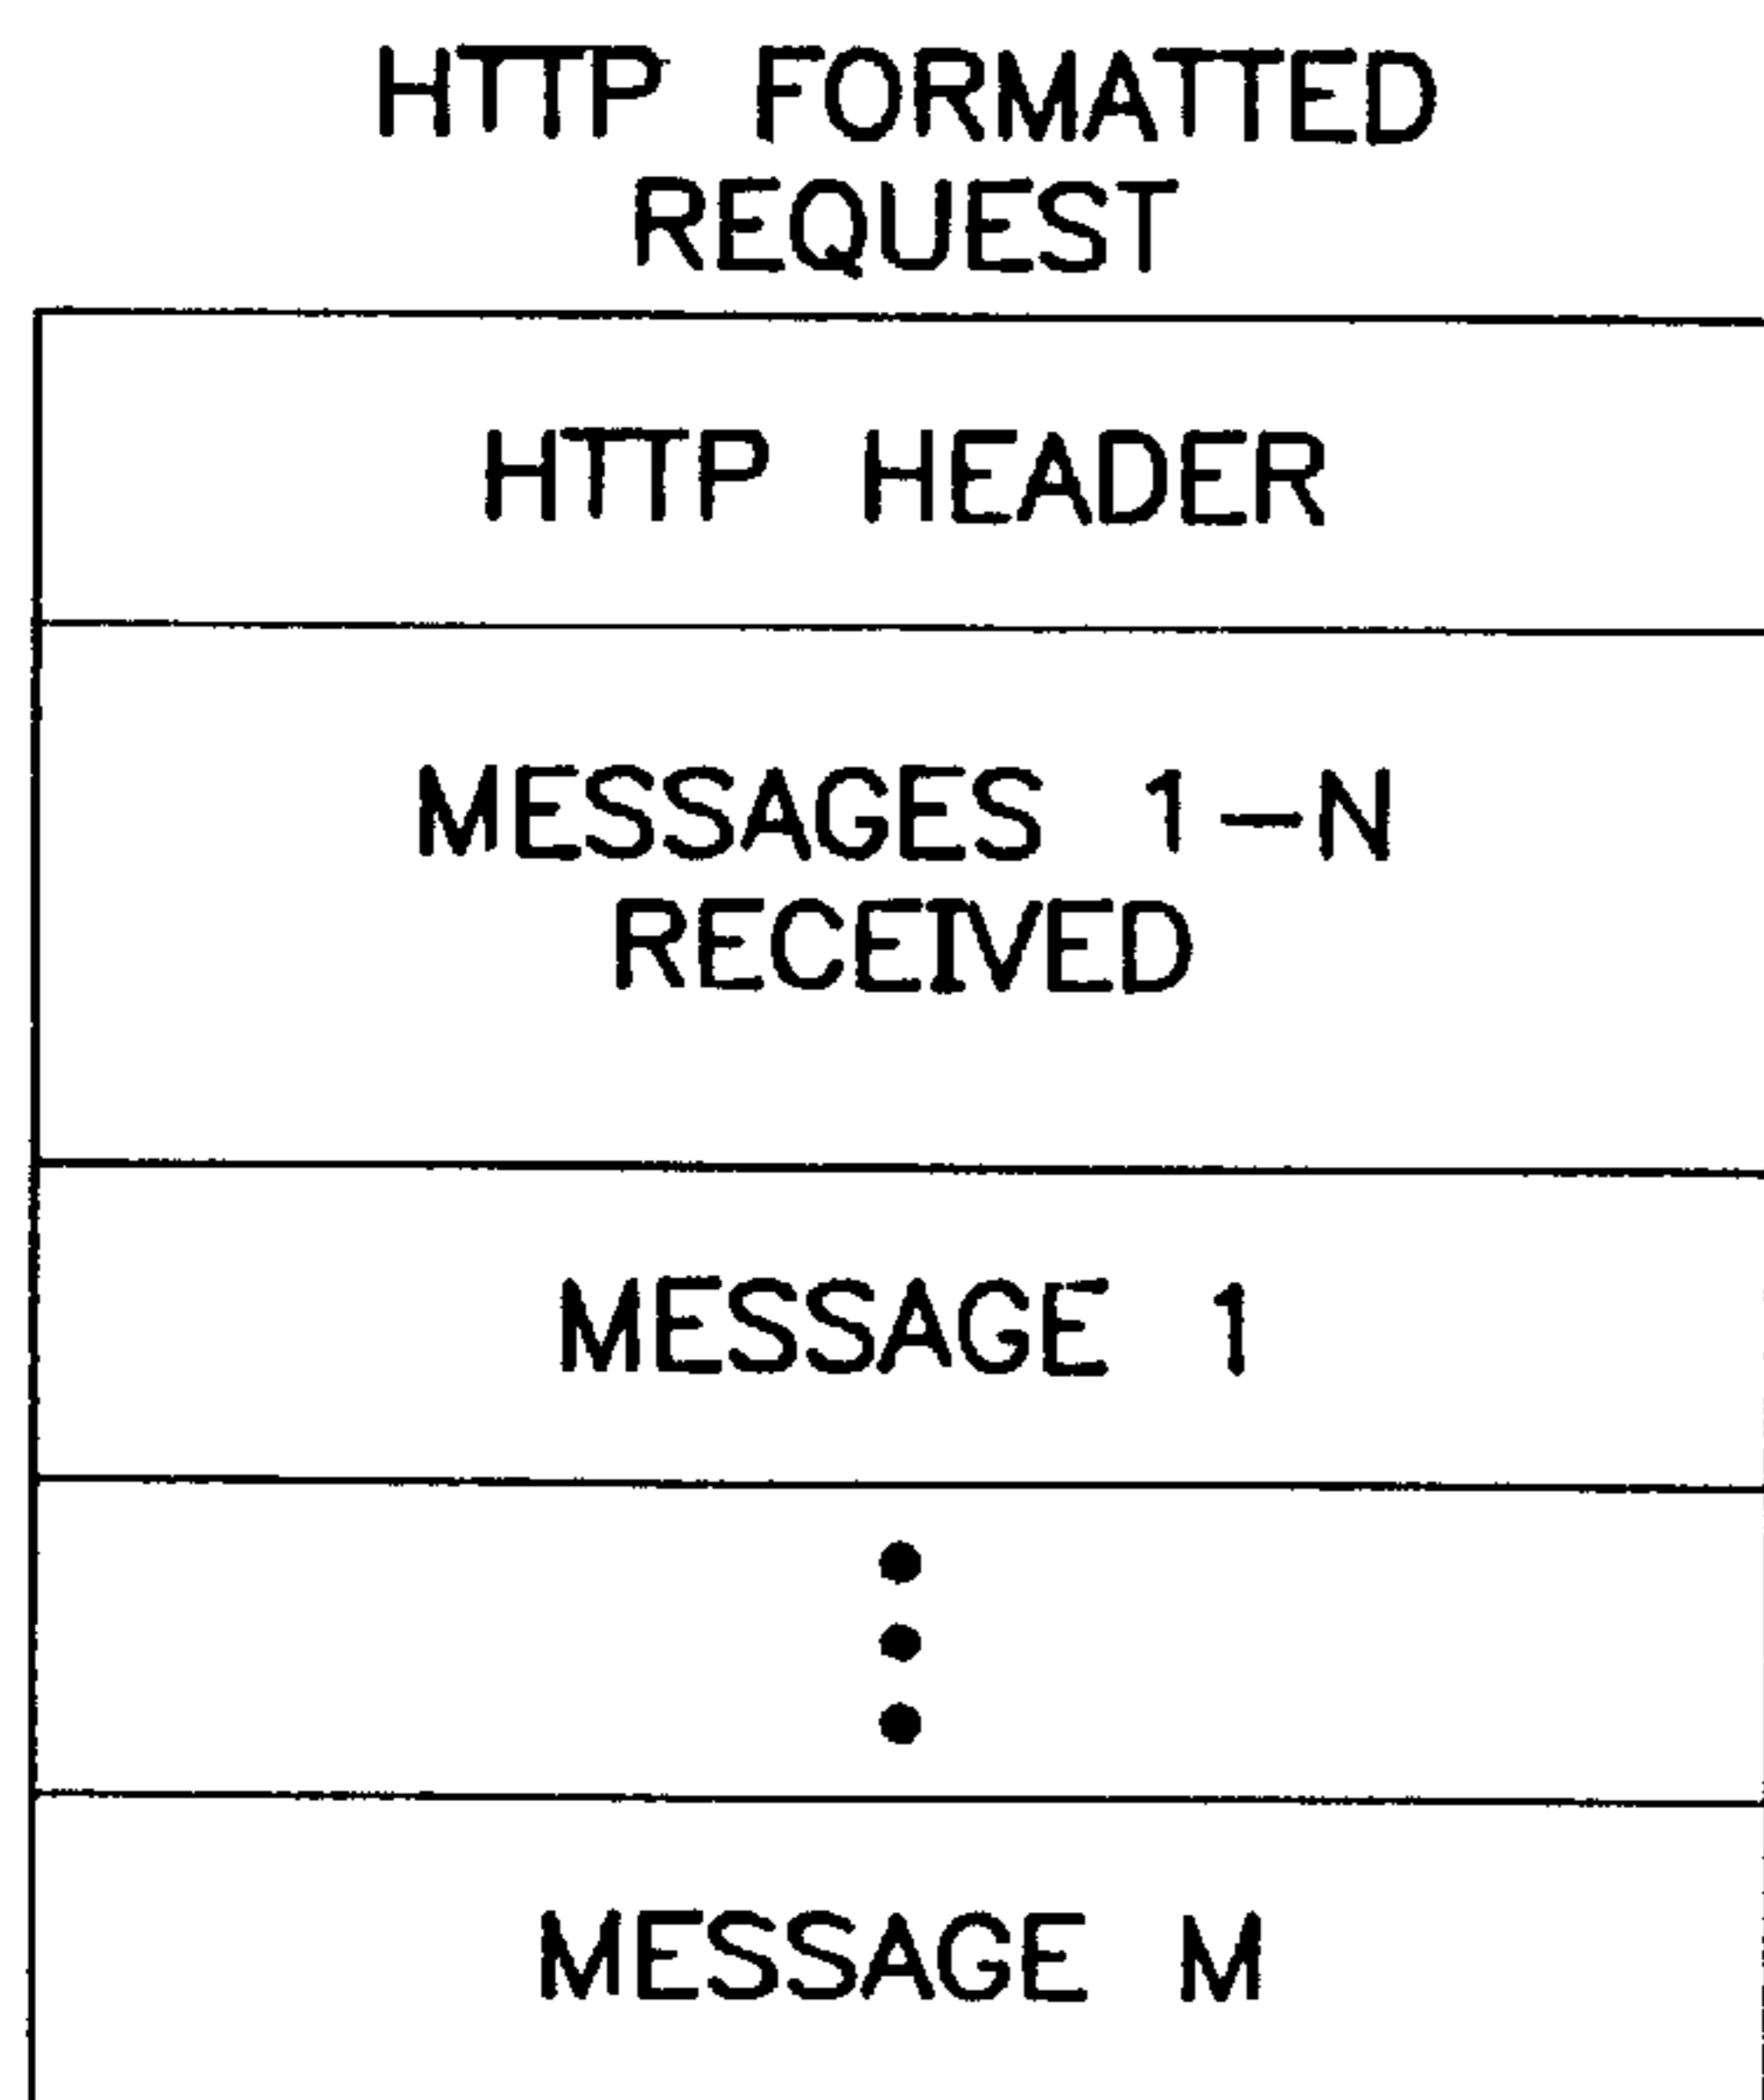 HTTP FORMATTED
REQUEST
HTTP HEADER
MESSAGES 1-N
RECEIVED
MESSAGE 1
MESSAGE M